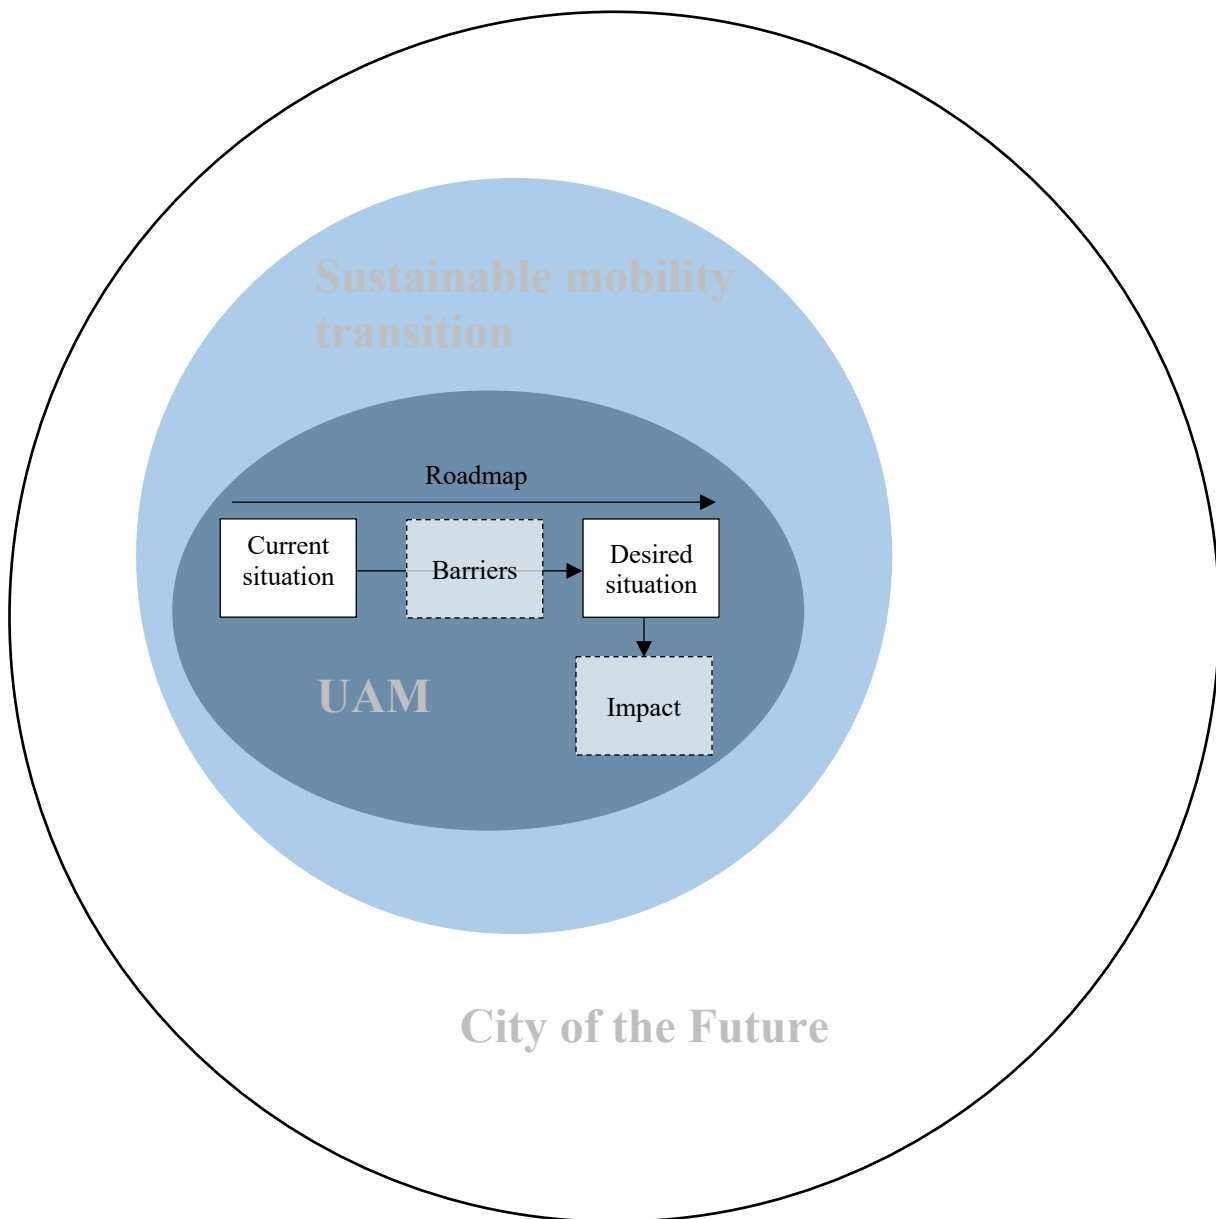 Sustainable mobility
transition
Roadmap
Current
situation
Barriers
Desired
situation
UAM
Impact
City of the Future